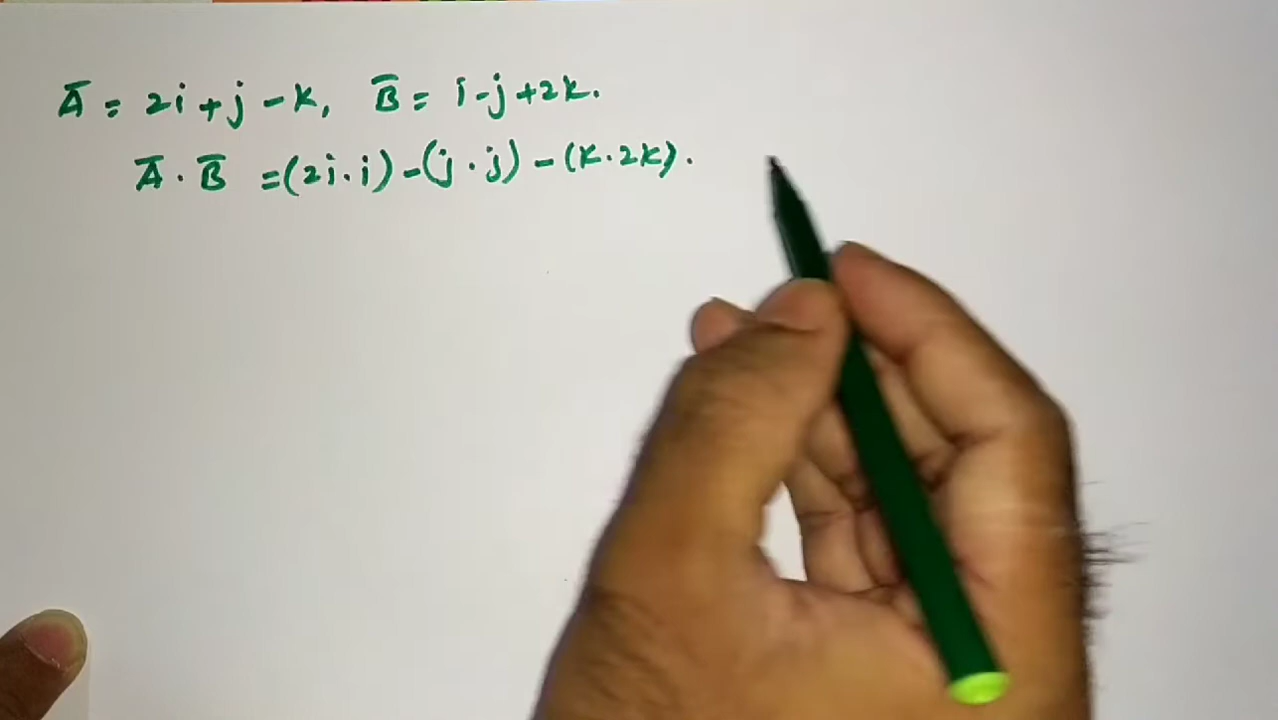 A̅ = 2i + j - k, B̅ = i - j + 2k.
A̅ . B̅ = (2i . i) - (j . j) - (k . 2k).